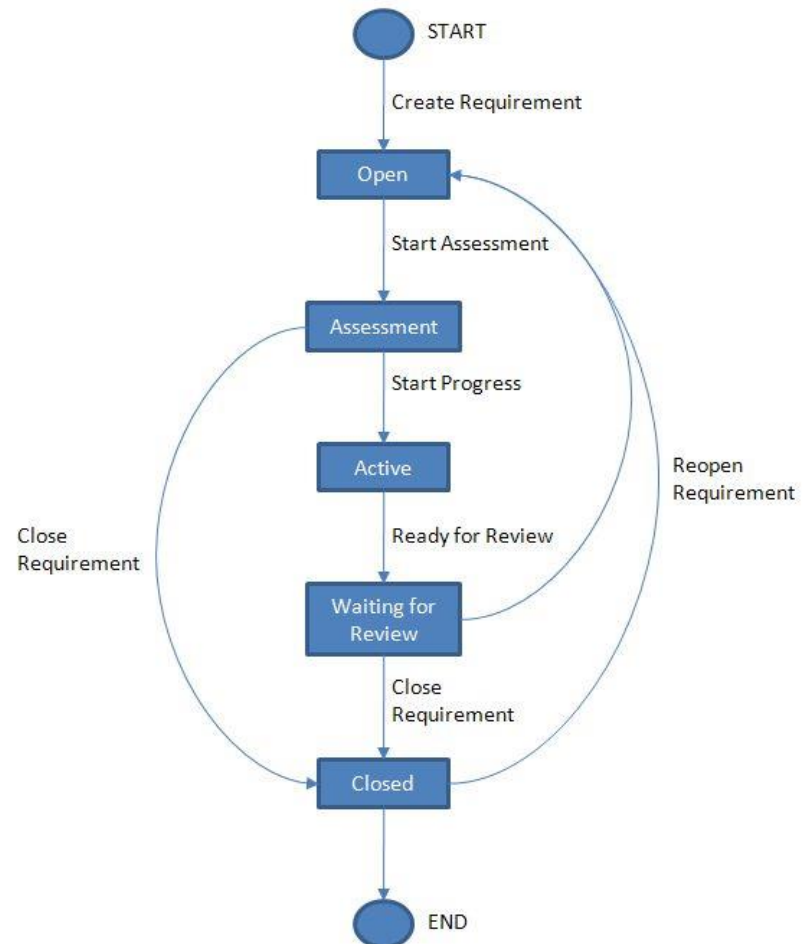 START
Create Requirement
Open
Start Assessment
Assessment
Start Progress
Active
Reopen
Requirement
Ready for Review
Close
Requirement
Waiting for
Review
Close
Requirement
Closed
END